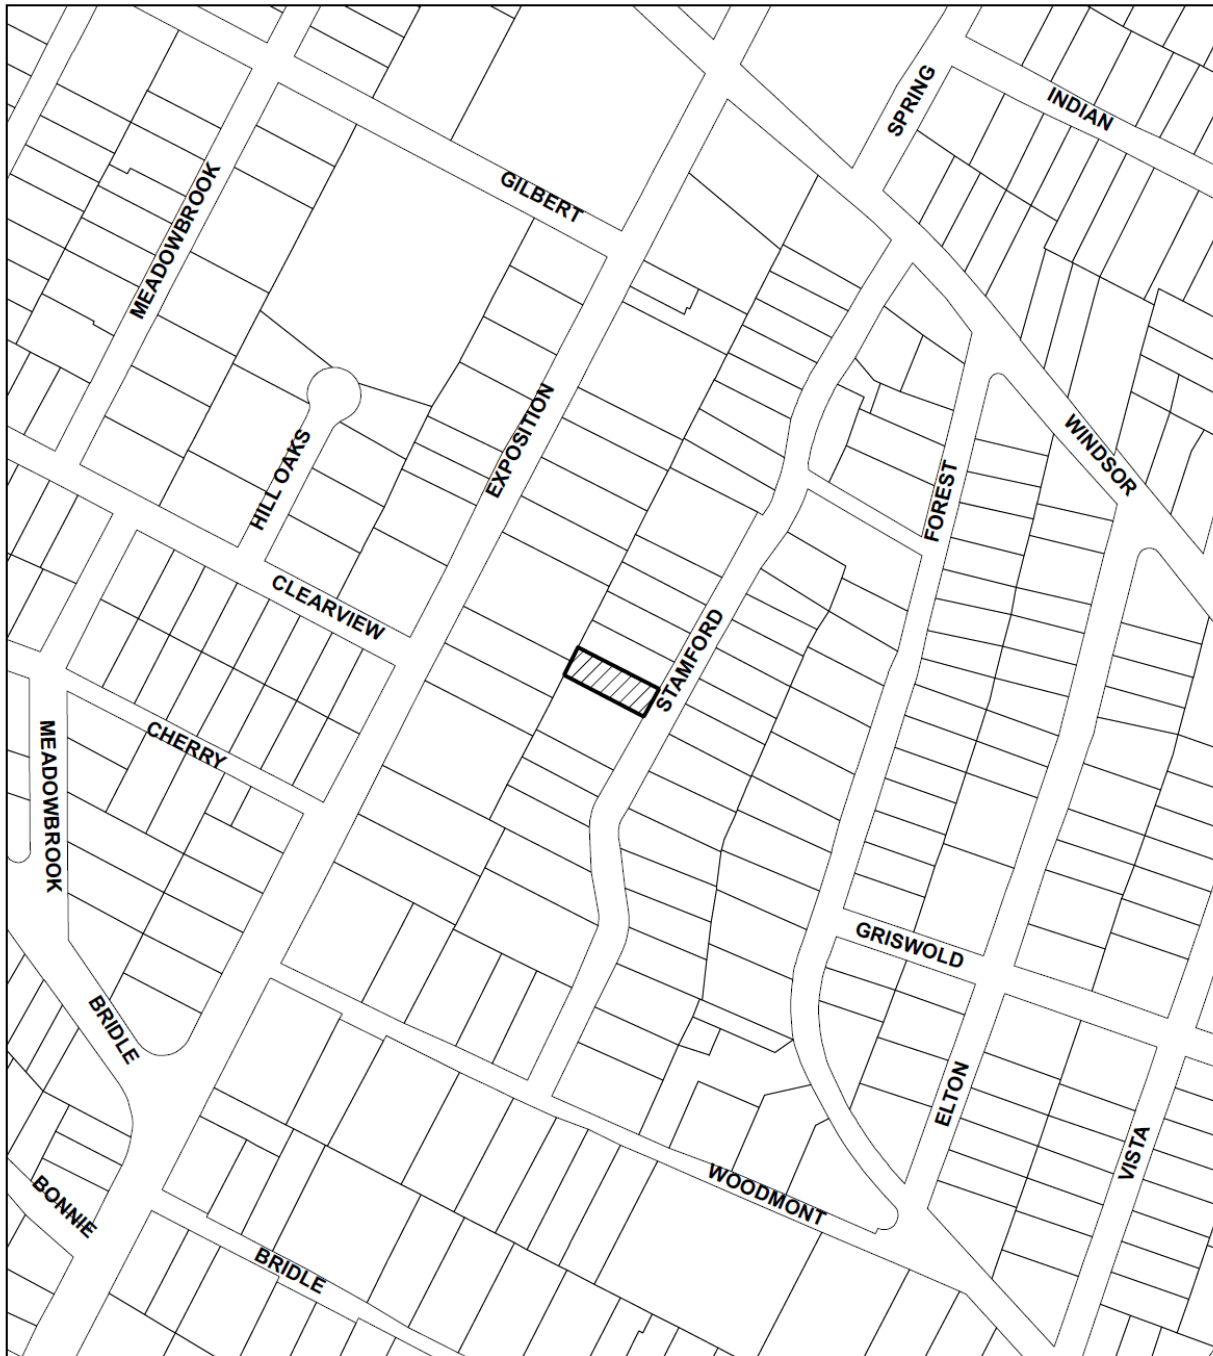 SPRING
INDIAN
GILBERT
MEADOWBROOK
EXPOSITION
WINDSOR
HILL OAKS
FOREST
CLEARVIEW
STAMFORD
CHERRY
MEADOWBROOK
GRISWOLD
BRIDLE
ELTON
VISTA
WOODMONT
BONNIE
BRIDLE